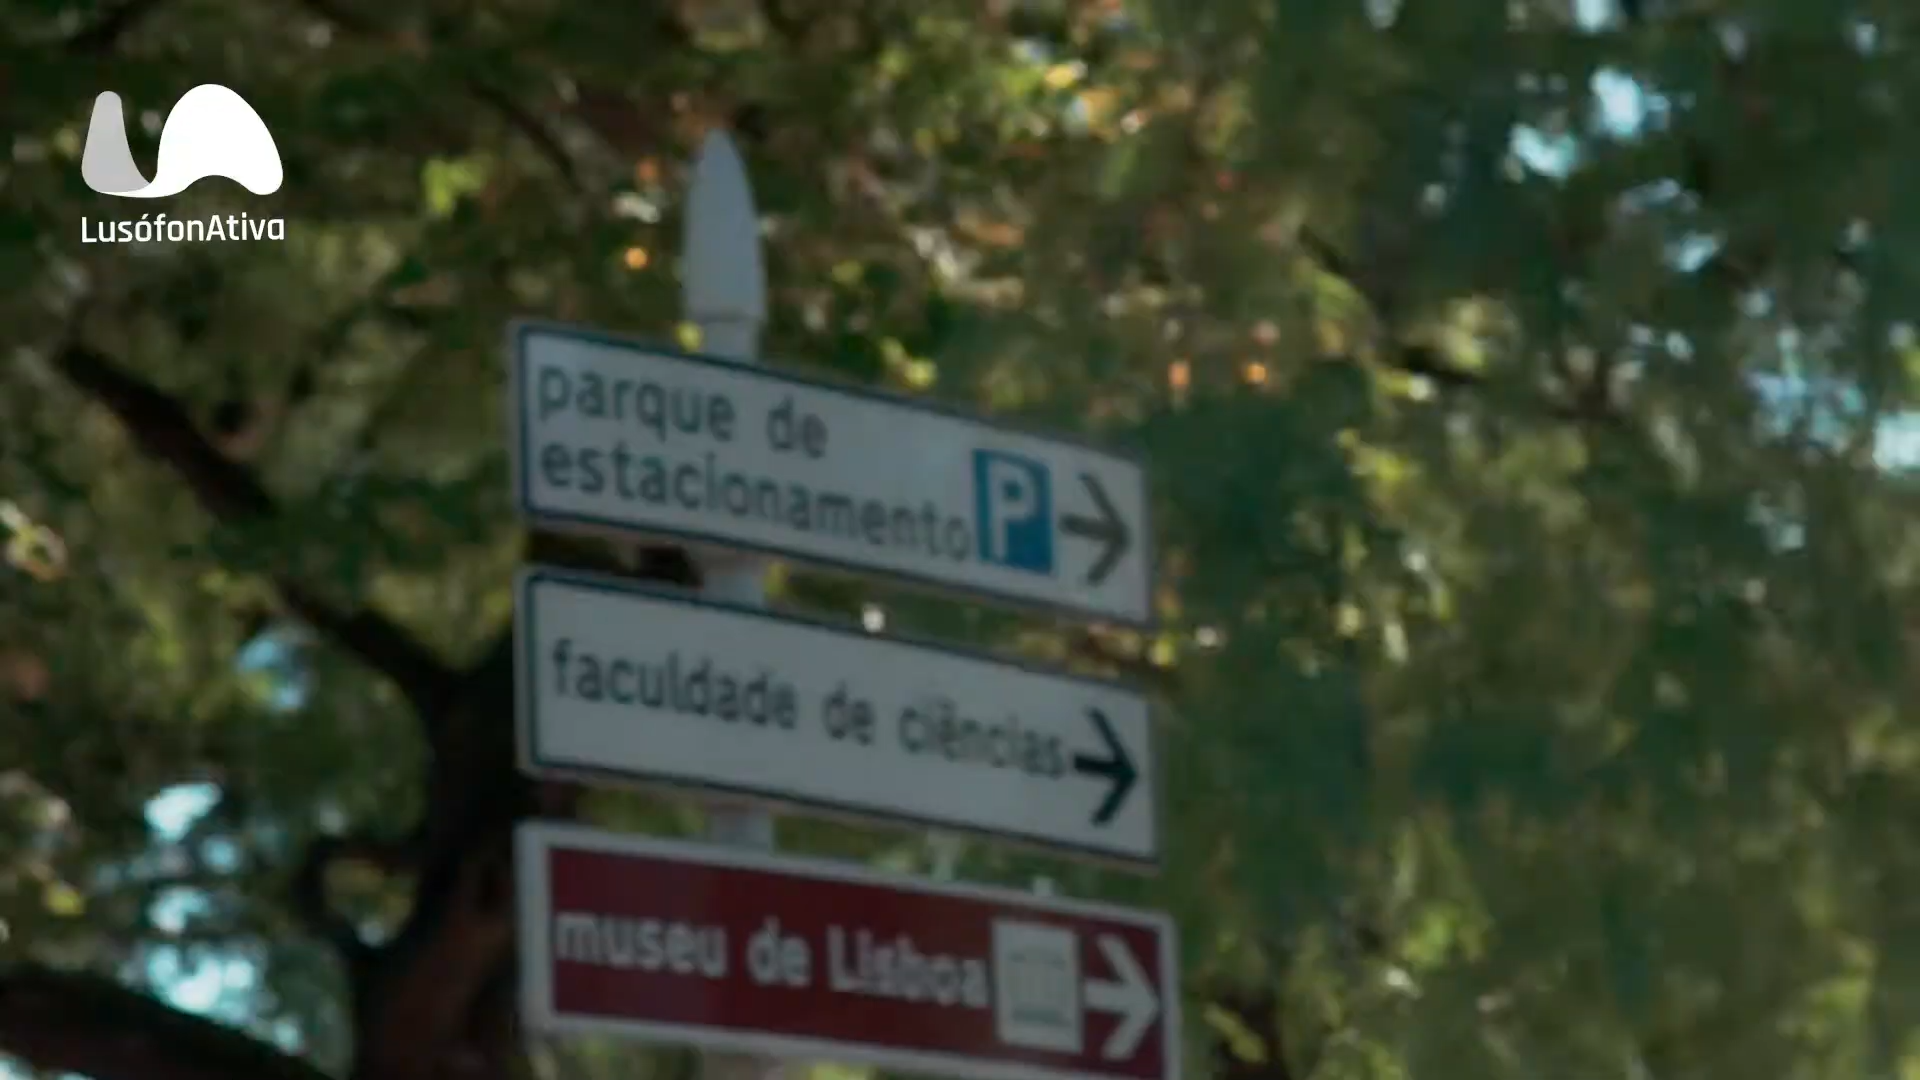 LusófonAtiva
parque de
estacionamento P
faculdade de ciências
museu de Lisboa